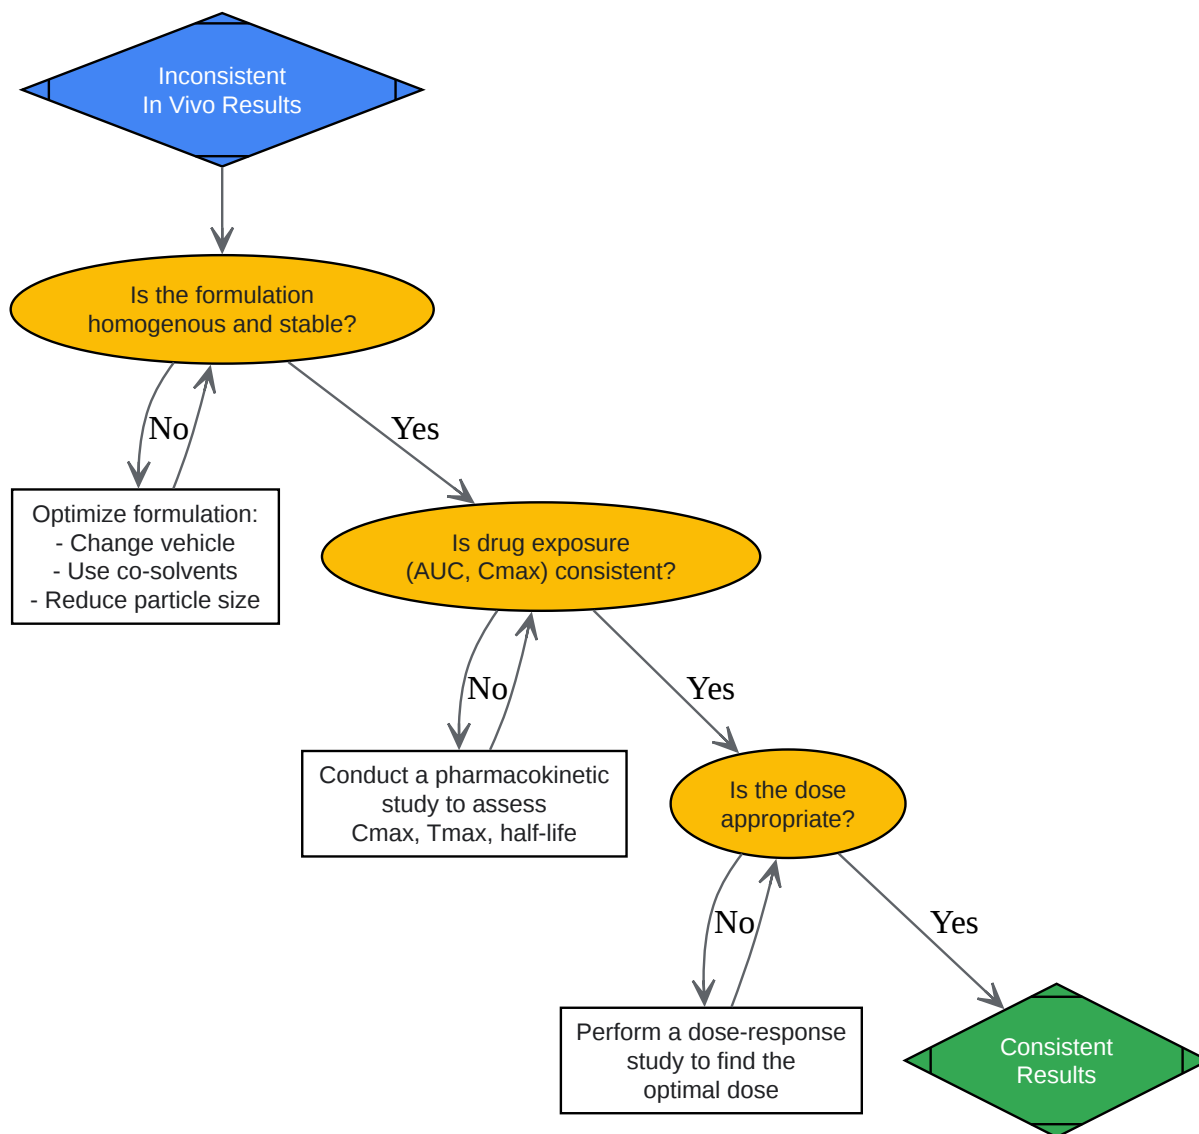 Inconsistent
In Vivo Results
Is the formulation
homogenous and stable?
No
Yes
Optimize formulation:
- Change vehicle
- Use co-solvents
- Reduce particle size
Is drug exposure
(AUC, Cmax) consistent?
No
Yes
Conduct a pharmacokinetic
study to assess
Cmax, Tmax, half-life
Is the dose
appropriate?
No
Yes
Perform a dose-response
study to find the
optimal dose
Consistent
Results